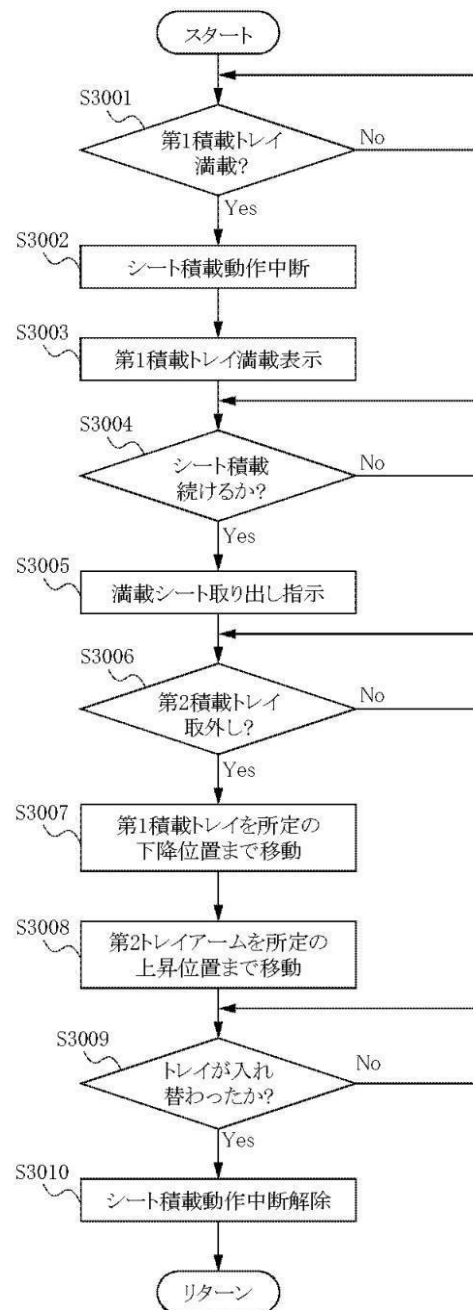 スタート
S3001
第1積載トレイ
満載?
No
Yes
S3002
シート積載動作中断
S3003
第1積載トレイ満載表示
S3004
シート積載
続けるか?
No
Yes
S3005
満載シート取り出し指示
S3006
第2積載トレイ
取外し?
No
Yes
S3007
第1積載トレイを所定の
下降位置まで移動
S3008
第2トレイアームを所定の
上昇位置まで移動
S3009
トレイが入れ
替わったか?
No
Yes
S3010
シート積載動作中断解除
リターン